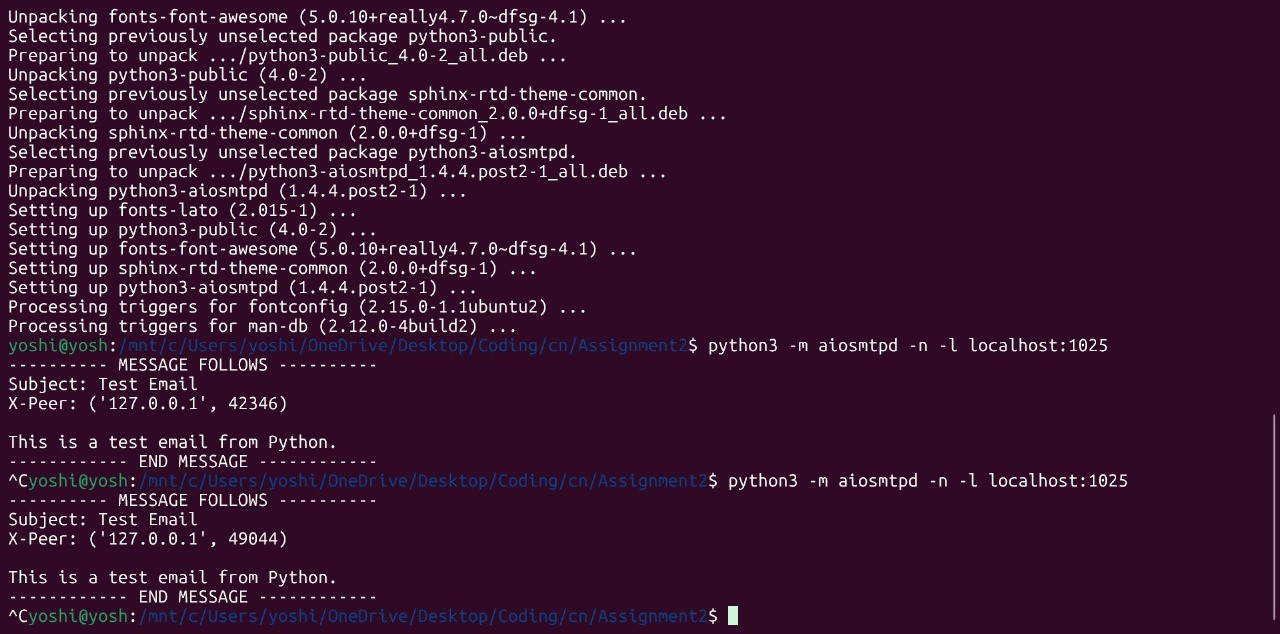 Unpacking fonts-font-awesome (5.0.10+really4.7.0~dfsg-4.1) ...
Selecting previously unselected package python3-public.
Preparing to unpack .../python3-public_4.0-2_all.deb ...
Unpacking python3-public (4.0-2) ...
Selecting previously unselected package sphinx-rtd-theme-common.
Preparing to unpack .../sphinx-rtd-theme-common_2.0.0+dfsg-1_all.deb ...
Unpacking sphinx-rtd-theme-common (2.0.0+dfsg-1) ...
Selecting previously unselected package python3-aiosmtpd.
Preparing to unpack .../python3-aiosmtpd_1.4.4.post2-1_all.deb ...
Unpacking python3-aiosmtpd (1.4.4.post2-1) ...
Setting up fonts-lato (2.015-1) ...
Setting up python3-public (4.0-2) ...
Setting up fonts-font-awesome (5.0.10+really4.7.0~dfsg-4.1) ...
Setting up sphinx-rtd-theme-common (2.0.0+dfsg-1) ...
Setting up python3-aiosmtpd (1.4.4.post2-1) ...
Processing triggers for fontconfig (2.15.0-1.1ubuntu2) ...
Processing triggers for man-db (2.12.0-4build2) ...
yoshi@yosh:/mnt/c/Users/yoshi/OneDrive/Desktop/Coding/cn/Assignment2$ python3 -m aiosmtpd -n -l localhost:1025
---------- MESSAGE FOLLOWS ----------
Subject: Test Email
X-Peer: ('127.0.0.1', 42346)

This is a test email from Python.
------------ END MESSAGE ------------
^Cyoshi@yosh:/mnt/c/Users/yoshi/OneDrive/Desktop/Coding/cn/Assignment2$ python3 -m aiosmtpd -n -l localhost:1025
---------- MESSAGE FOLLOWS ----------
Subject: Test Email
X-Peer: ('127.0.0.1', 49044)

This is a test email from Python.
------------ END MESSAGE ------------
^Cyoshi@yosh:/mnt/c/Users/yoshi/OneDrive/Desktop/Coding/cn/Assignment2$